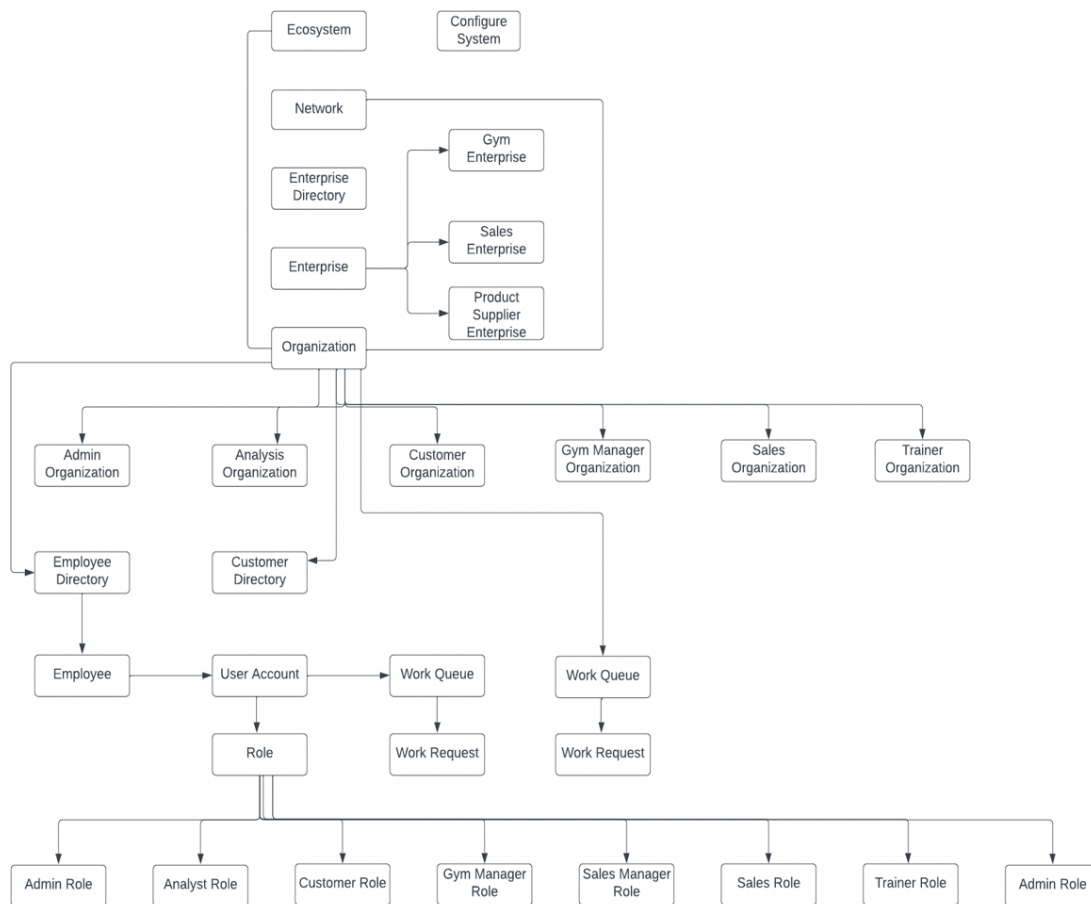 Ecosystem
Configure
System
Network
Gym
Enterprise
Enterprise
Directory
Sales
Enterprise
Enterprise
Product
Supplier
Enterprise
Organization
Admin
Organization
Analysis
Organization
Customer
Organization
Gym Manager
Organization
Sales
Organization
Trainer
Organization
Employee
Directory
Customer
Directory
Employee
User Account
Work Queue
Work Queue
Role
Work Request
Work Request
Admin Role
Analyst Role
Customer Role
Gym Manager
Role
Sales Manager
Role
Sales Role
Trainer Role
Admin Role